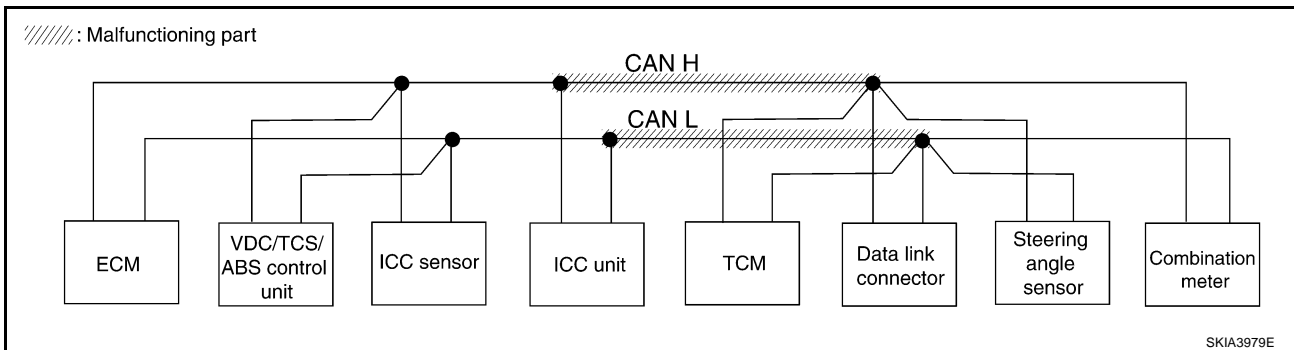 : Malfunctioning part
CAN H
CAN L
ECM
VDC/TCS/
ABS control
unit
ICC sensor
ICC unit
TCM
Data link
connector
Steering
angle
sensor
Combination
meter
SKIA3979E